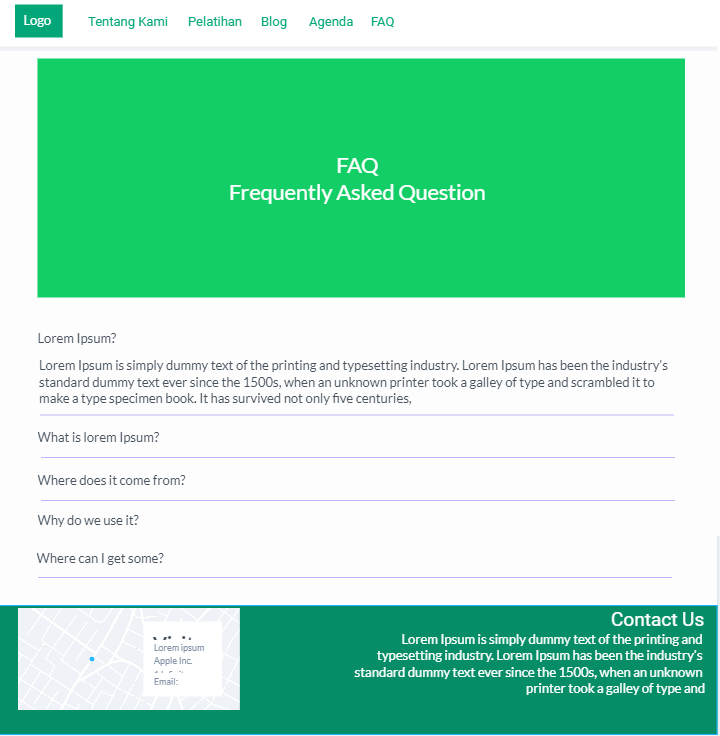 Logo
Tentang Kami
Pelatihan
Blog
Agenda
FAQ
FAQ
Frequently Asked Question
Lorem Ipsum?
Lorem Ipsum is simply dummy text of the printing and typesetting industry. Lorem Ipsum has been the industry's
standard dummy text ever since the 1500s, when an unknown printer took a galley of type and scrambled it to
make a type specimen book. It has survived not only five centuries,
What is lorem Ipsum?
Where does it come from?
Why do we use it?
Where can I get some?
Lorem ipsum
Apple Inc.
Email:
Contact Us
Lorem Ipsum is simply dummy text of the printing and
typesetting industry. Lorem Ipsum has been the industry's
standard dummy text ever since the 1500s, when an unknown
printer took a galley of type and